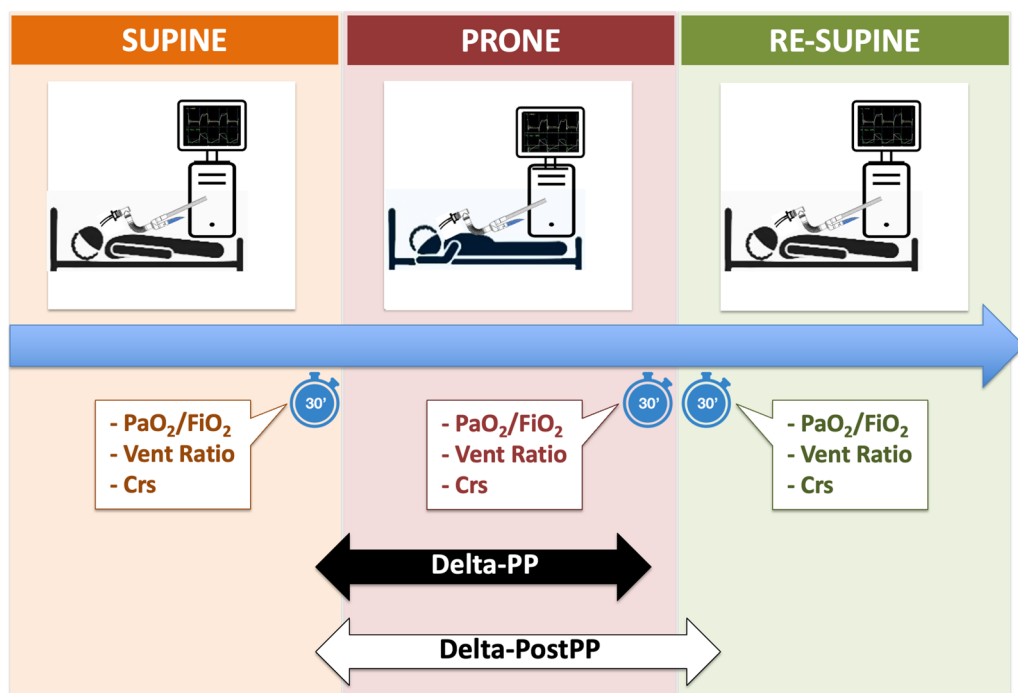 SUPINE
PRONE
RE-SUPINE
30'
30'
30'
- PaO₂/FiO₂
- Vent Ratio
- Crs
- PaO₂/FiO₂
- Vent Ratio
- Crs
- PaO₂/FiO₂
- Vent Ratio
- Crs
Delta-PP
Delta-PostPP